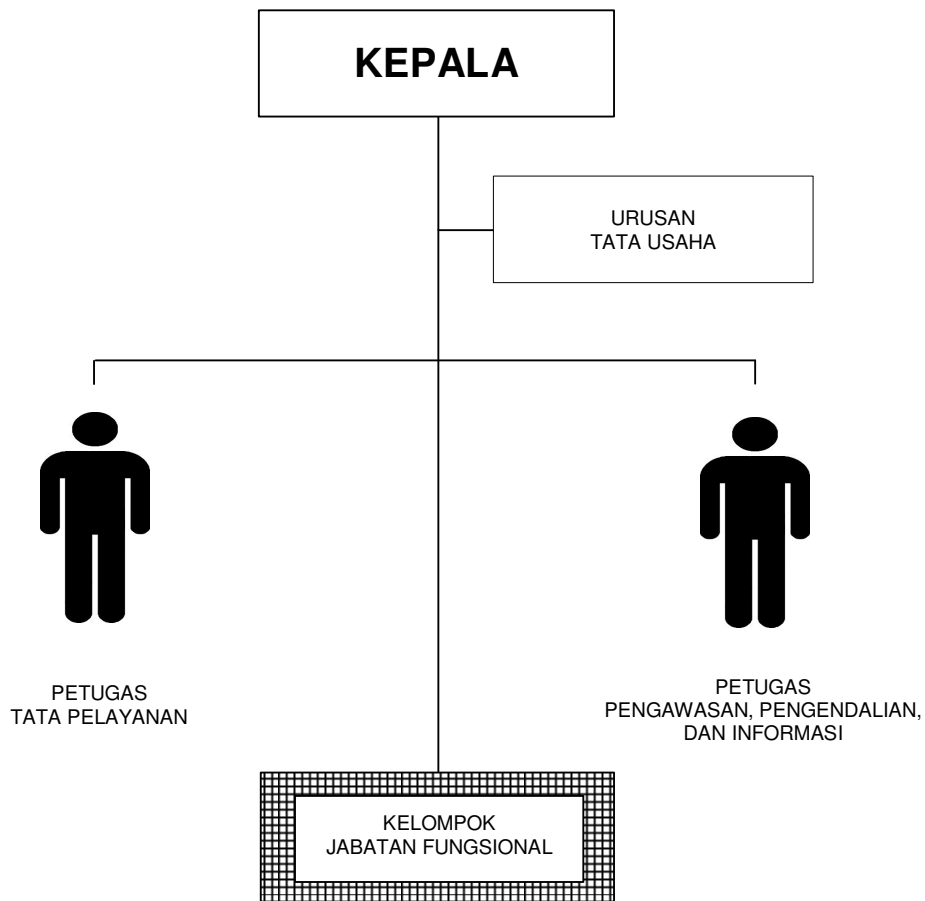 KEPALA
URUSAN
TATA USAHA
PETUGAS
TATA PELAYANAN
PETUGAS
PENGAWASAN, PENGENDALIAN,
DAN INFORMASI
KELOMPOK
JABATAN FUNGSIONAL